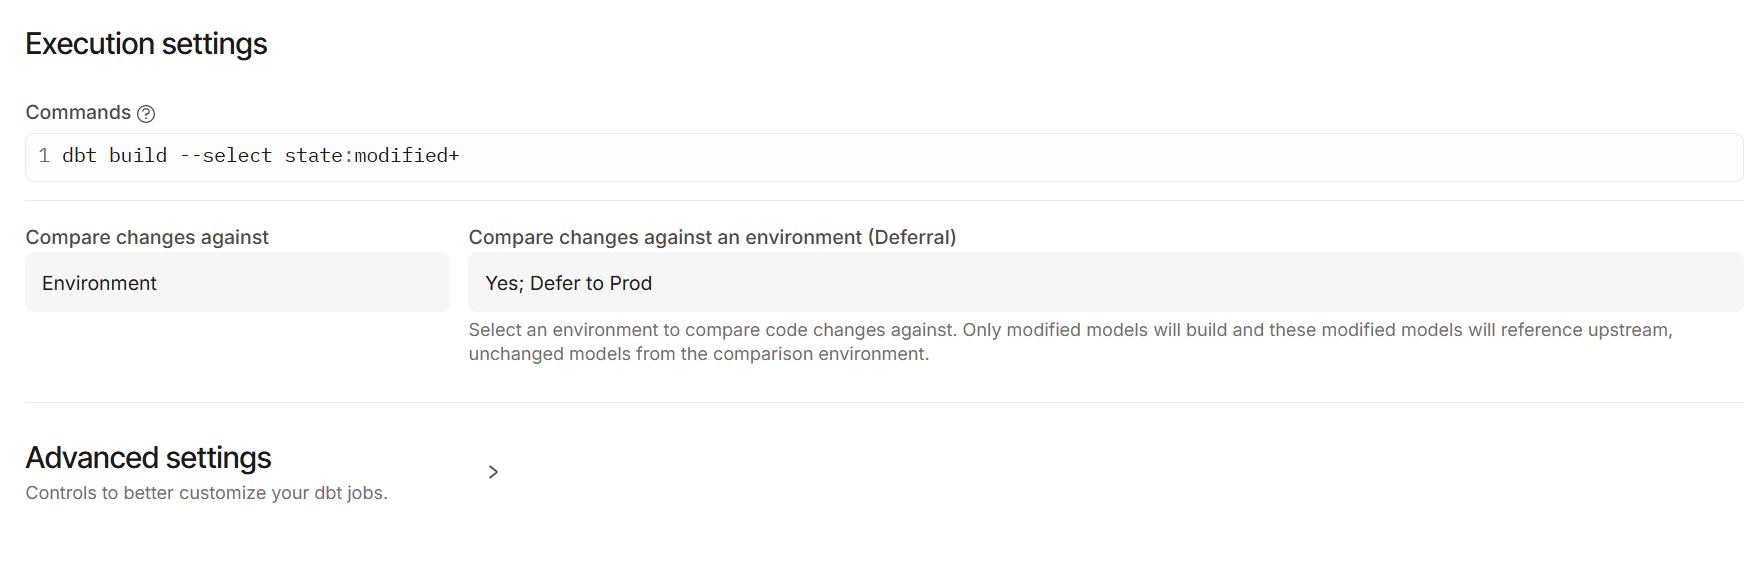 Execution settings
Commands
1 dbt build --select state:modified+
Compare changes against
Environment
Compare changes against an environment (Deferral)
Yes; Defer to Prod
Select an environment to compare code changes against. Only modified models will build and these modified models will reference upstream,
unchanged models from the comparison environment.
Advanced settings
Controls to better customize your dbt jobs.